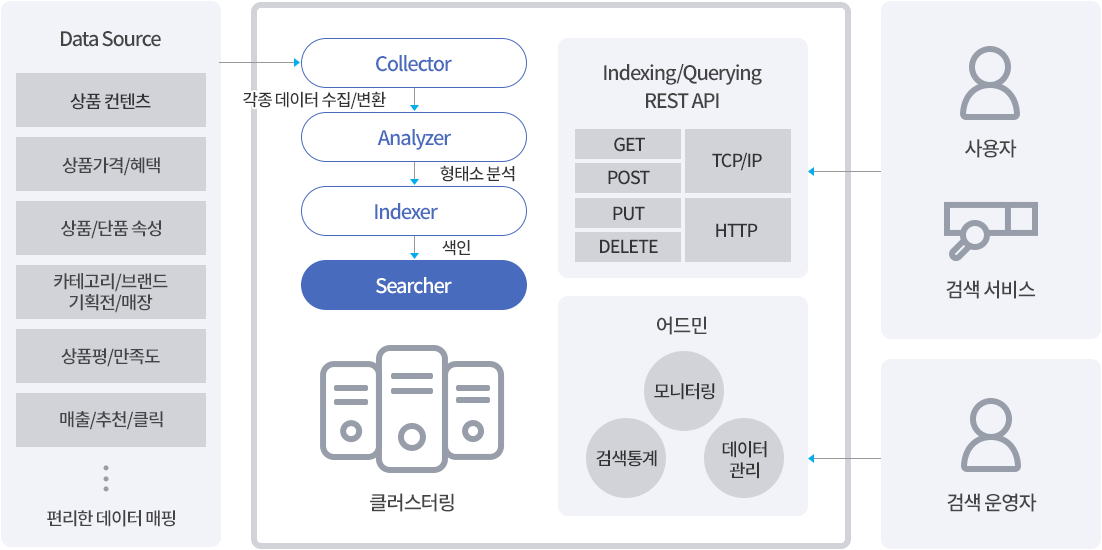 Data Source
상품 컨텐츠
상품가격/혜택
상품/단품 속성
카테고리/브랜드
기획전/매장
상품평/만족도
매출/추천/클릭
편리한 데이터 매핑
Collector
각종 데이터 수집/변환
Analyzer
형태소 분석
Indexer
색인
Searcher
클러스터링
Indexing/Querying
REST API
GET
POST
PUT
DELETE
TCP/IP
HTTP
어드민
모니터링
검색통계
데이터
관리
사용자
검색 서비스
검색 운영자